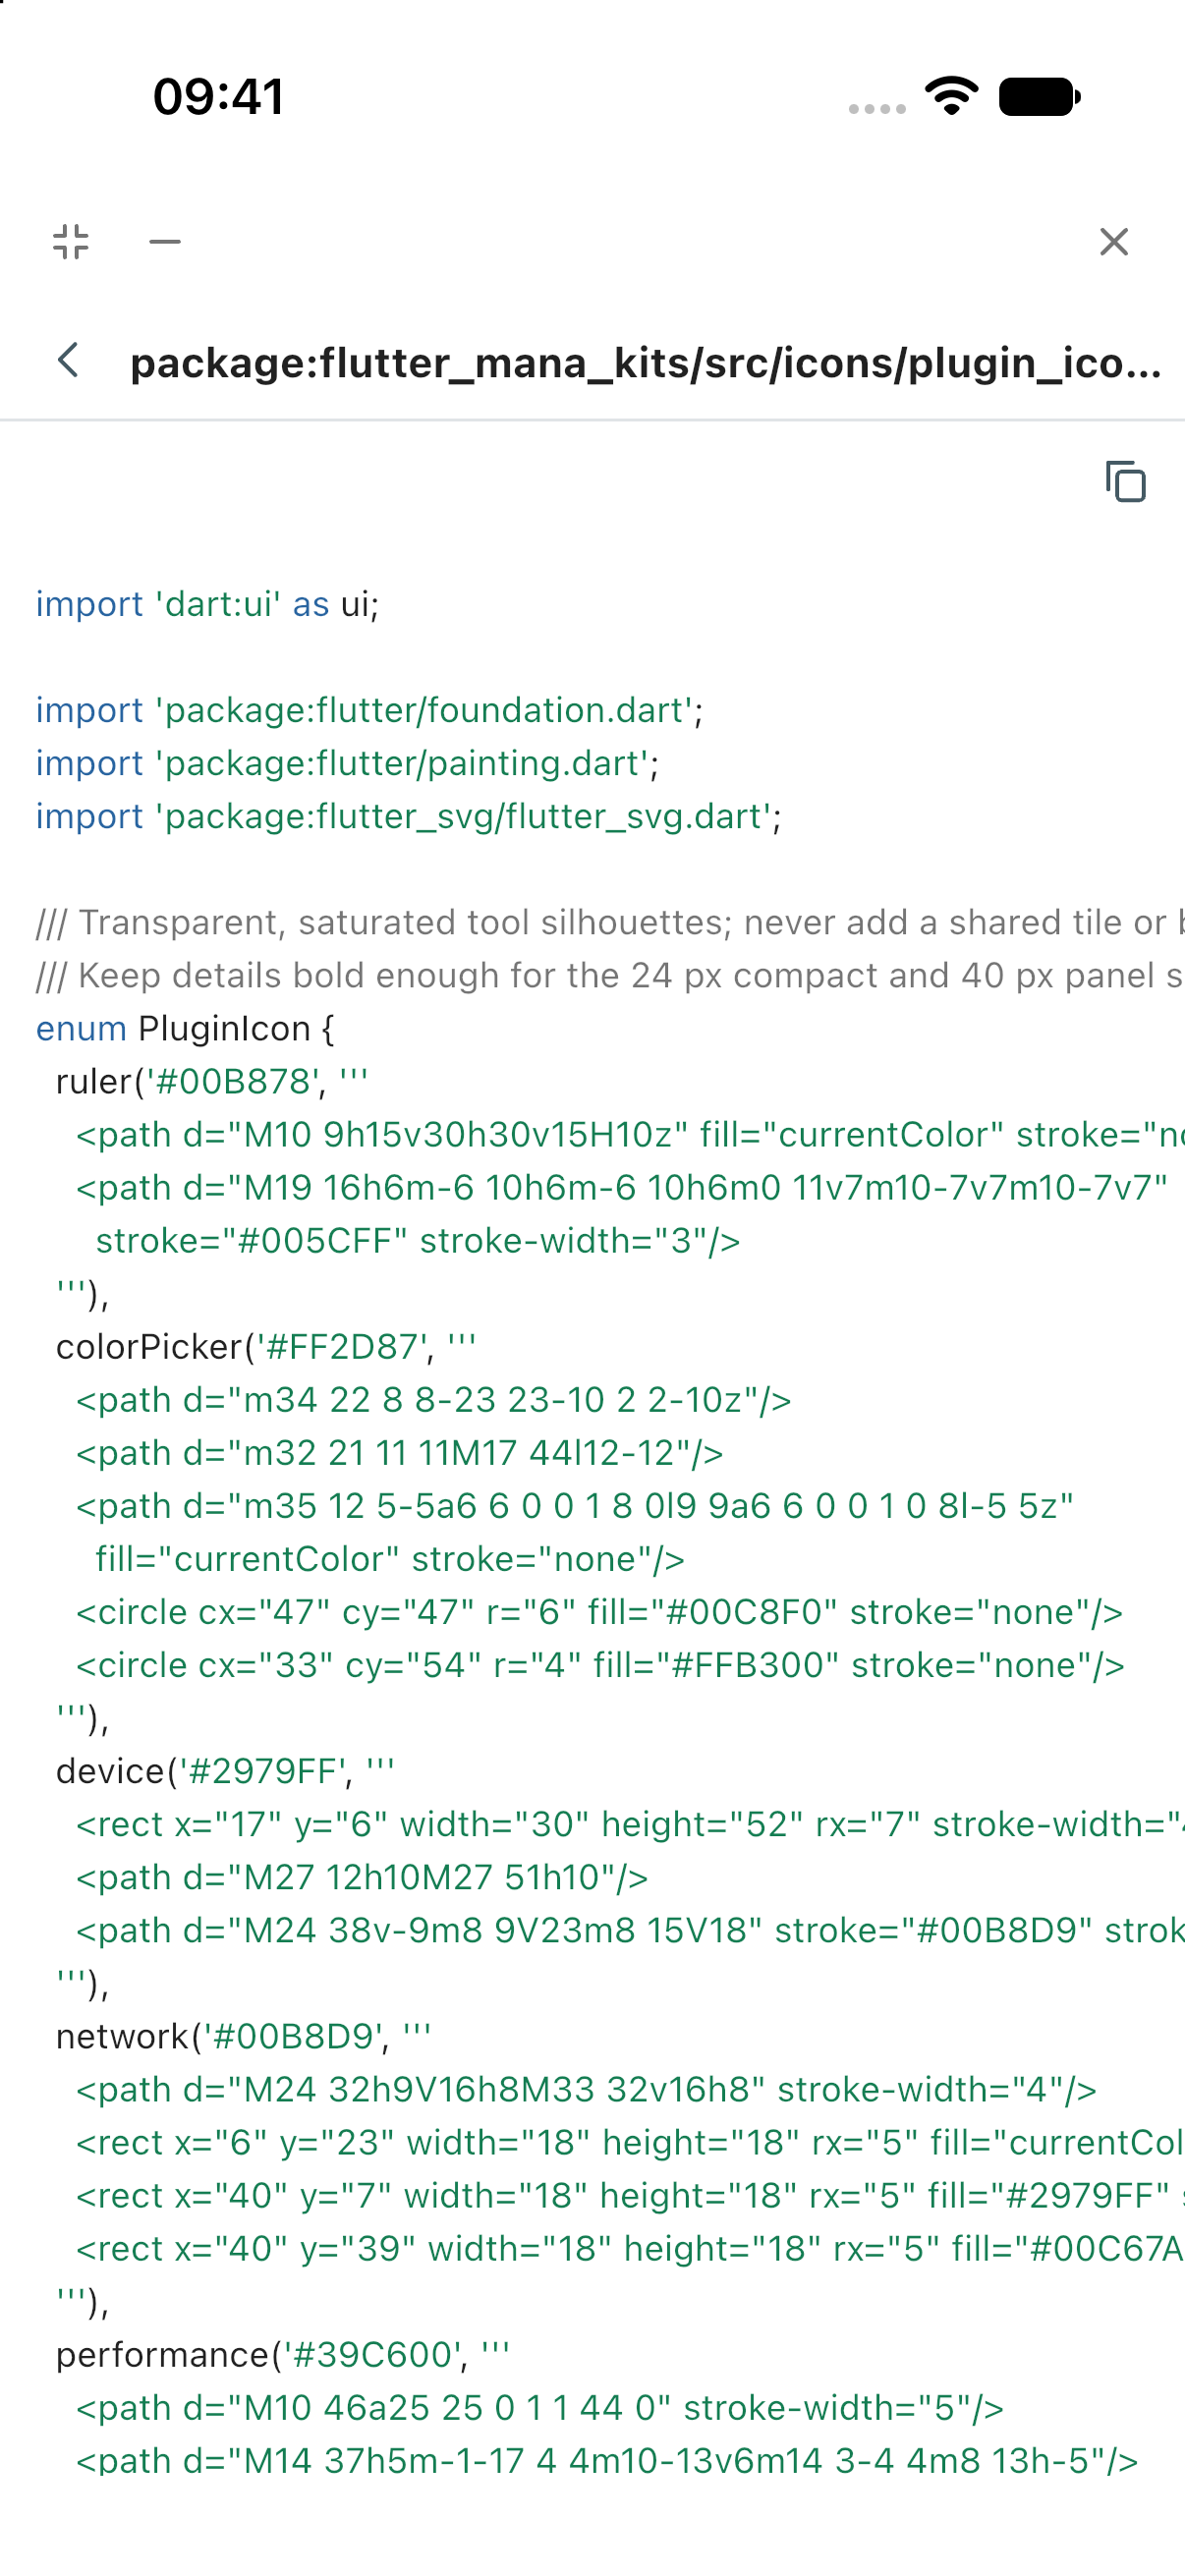 09:41
package:flutter_mana_kits/src/icons/plugin_ico...
import 'dart:ui' as ui;
import 'package:flutter/foundation.dart';
import 'package:flutter/painting.dart';
import 'package:flutter_svg/flutter_svg.dart';
/// Transparent, saturated tool silhouettes; never add a shared tile or
/// Keep details bold enough for the 24 px compact and 40 px panel
enum PluginIcon {
ruler('#00B878', '''
<path d="M10 9h15v30h30v15H10z" fill="currentColor" stroke="no
<path d="M19 16h6m-6 10h6m-6 10h6m0 11v7m10-7v7m10-7v7"
stroke="#005CFF" stroke-width="3"/>
'''),
colorPicker('#FF2D87', '''
<path d="m34 22 8 8-23 23-10 2 2-10z"/>
<path d="m32 21 11 11M17 44l12-12"/>
<path d="m35 12 5-5a6 6 0 0 1 8 0l9 9a6 6 0 0 1 0 8l-5 5z"
fill="currentColor" stroke="none"/>
<circle cx="47" cy="47" r="6" fill="#00C8F0" stroke="none"/>
<circle cx="33" cy="54" r="4" fill="#FFB300" stroke="none"/>
'''),
device('#2979FF', '''
<rect x="17" y="6" width="30" height="52" rx="7" stroke-width="
<path d="M27 12h10M27 51h10"/>
<path d="M24 38v-9m8 9V23m8 15V18" stroke="#00B8D9" strok
'''),
network('#00B8D9', '''
<path d="M24 32h9V16h8M33 32v16h8" stroke-width="4"/>
<rect x="6" y="23" width="18" height="18" rx="5" fill="currentCol
<rect x="40" y="7" width="18" height="18" rx="5" fill="#2979FF"
<rect x="40" y="39" width="18" height="18" rx="5" fill="#00C67A
'''),
performance('#39C600', '''
<path d="M10 46a25 25 0 1 1 44 0" stroke-width="5"/>
<path d="M14 37h5m-1-17 4 4m10-13v6m14 3-4 4m8 13h-5"/>